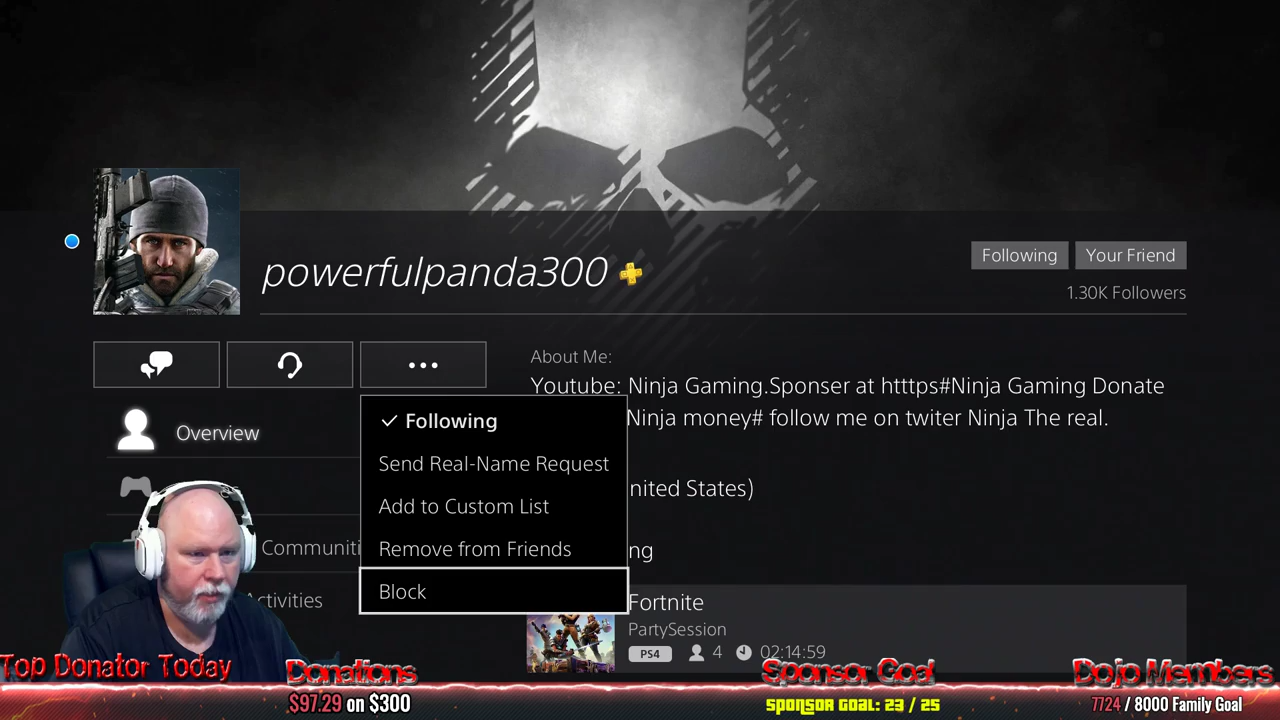 powerfulpanda300
Following
Your Friend
1.30K Followers
About Me:
Youtube: Ninja Gaming.Sponser at htttps#Ninja Gaming Donate
Ninja money# follow me on twiter Ninja The real.
Following
Overview
Send Real-Name Request
nited States)
Add to Custom List
Communiti
Remove from Friends
ng
Block
ctivities
Fortnite
PartySession
PS4 4 02:14:59
Top Donator Today
Donations
Sponsor Goal
Dojo Members
$97.29 on $300
SPONSOR GOAL: 23 / 25
7724 / 8000 Family Goal